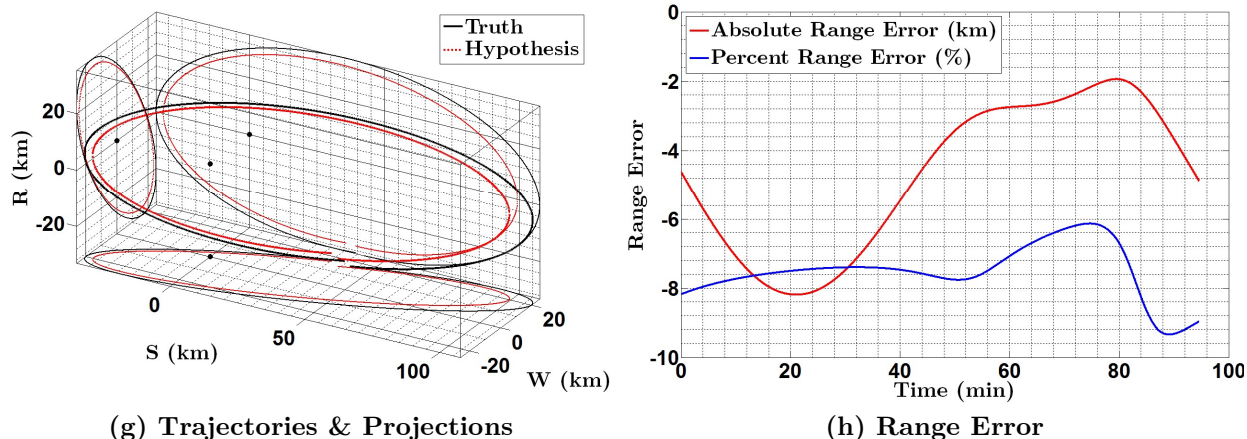 Truth
Hypothesis
R (km)
20
0
-20
0
50
100
S (km)
-20
0
20
W (km)
(g) Trajectories & Projections
Absolute Range Error (km)
Percent Range Error (%)
Range Error
0
-2
-4
-6
-8
-10
0
20
40
60
80
100
Time (min)
(h) Range Error